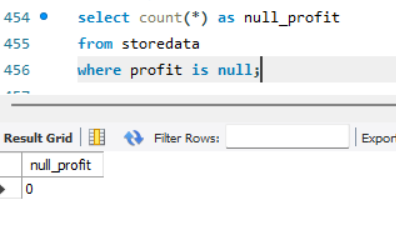 454 select count(*) as null_profit
455 from storedata
456 where profit is null;
Result Grid Filter Rows: Export
null_profit
0